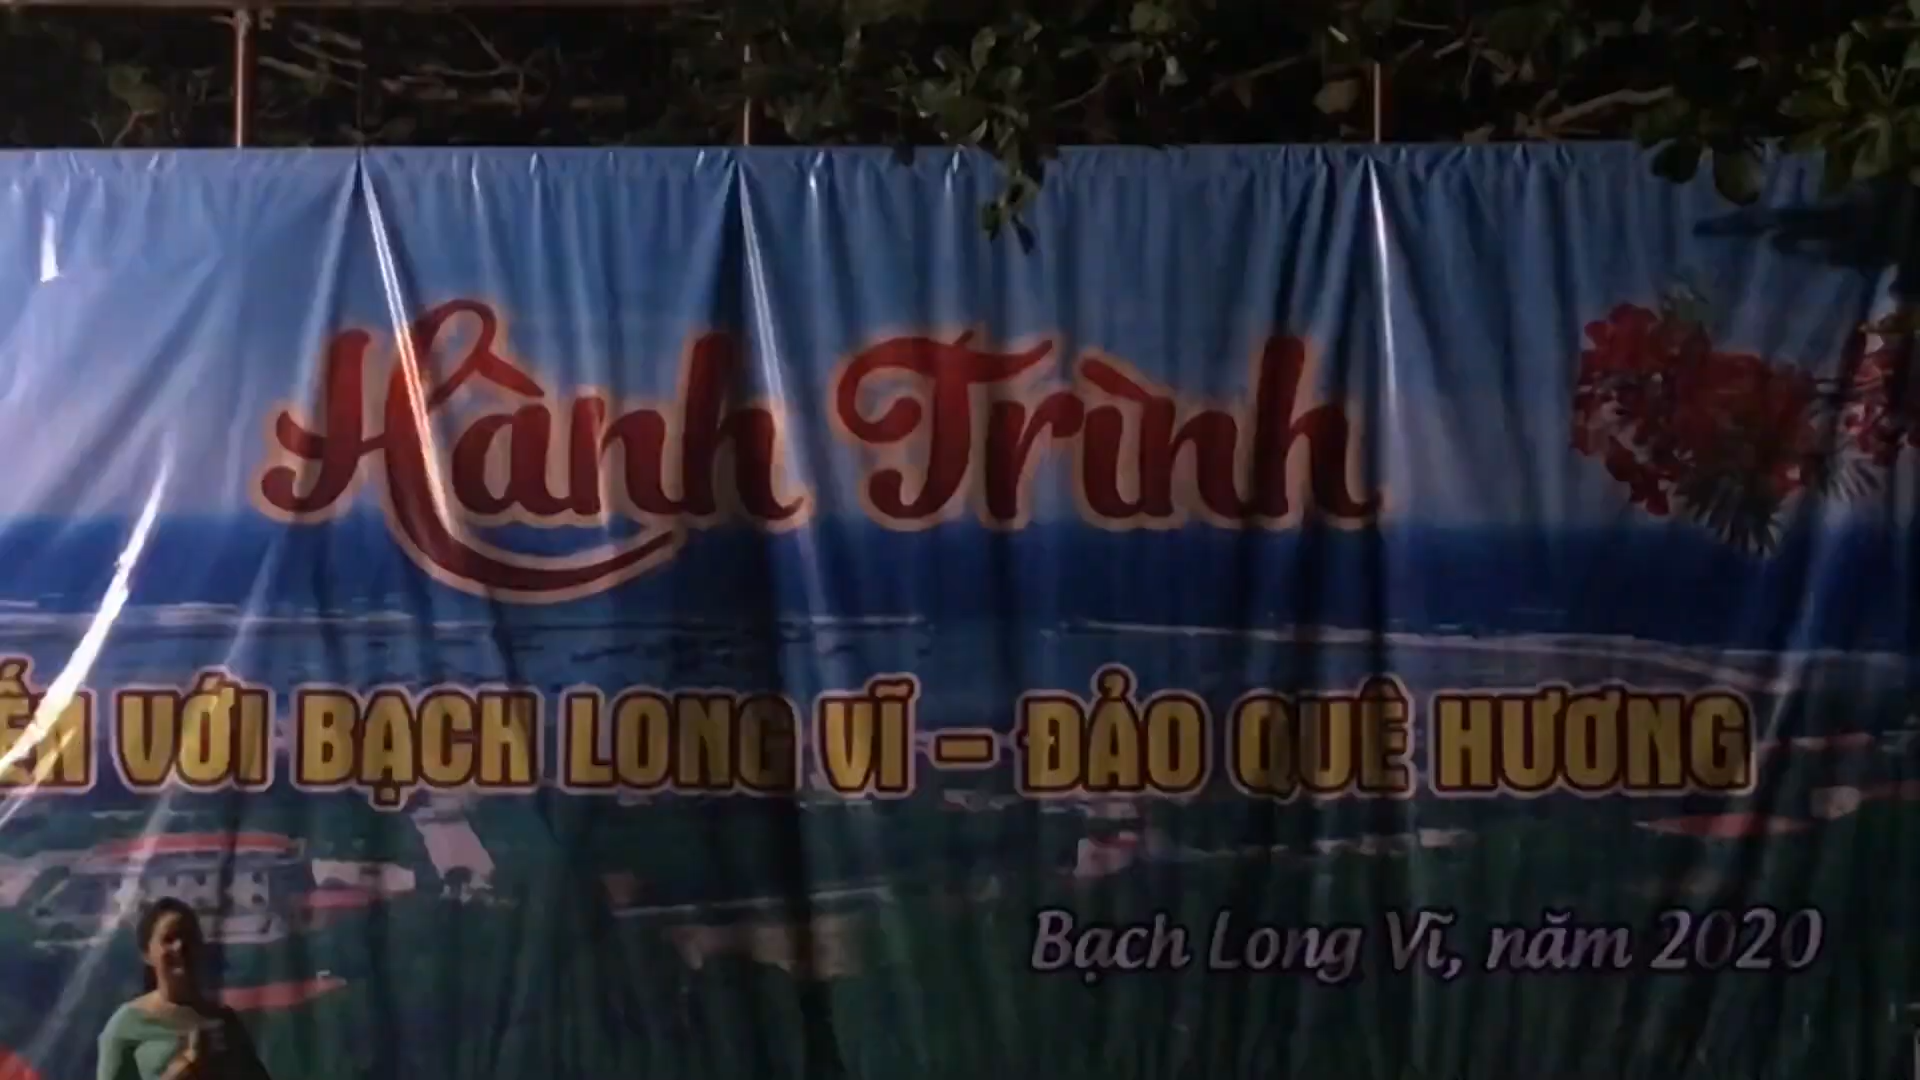 Hành Trình
VỚI BẠCH LONG VĨ – ĐẢO QUÊ HƯƠNG
Bạch Long Vĩ, năm 2020